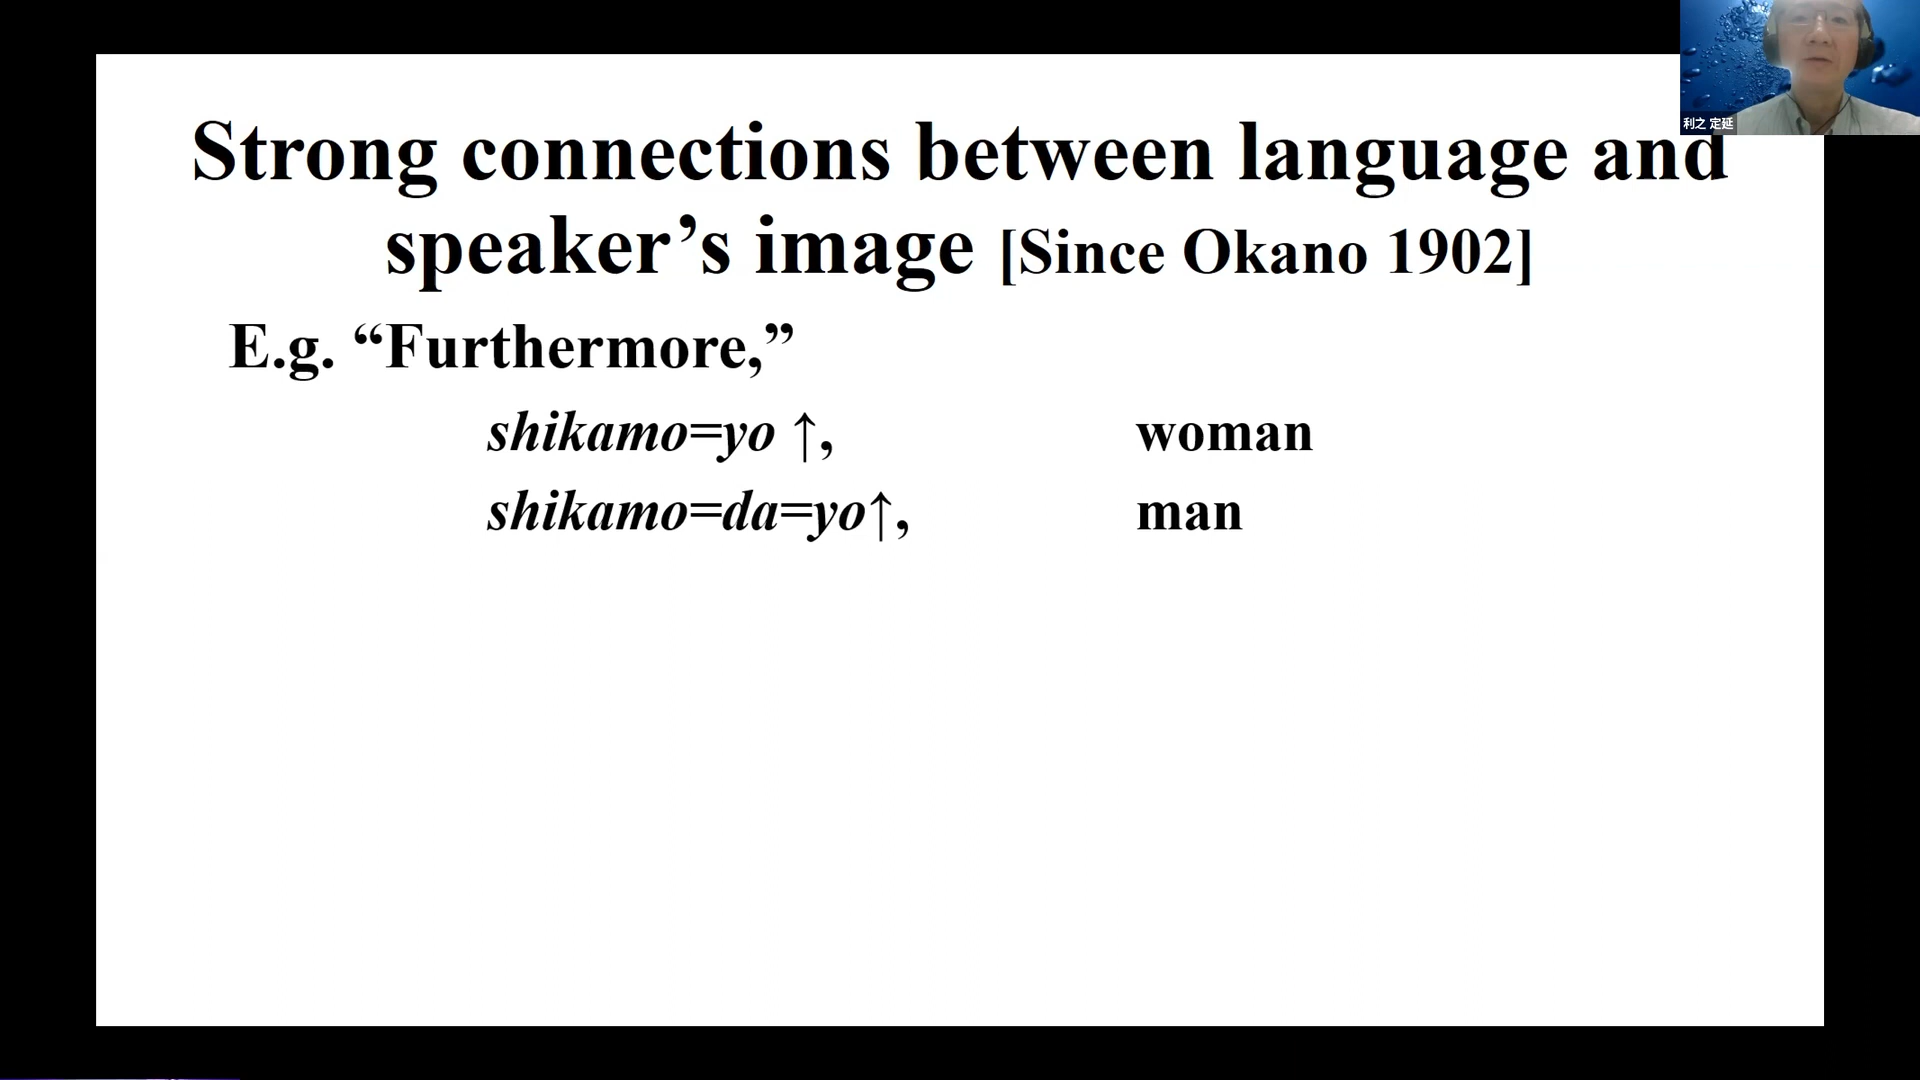 Strong connections between language and
speaker’s image [Since Okano 1902]
E.g. “Furthermore,”
shikamo=yo ↑, woman
shikamo=da=yo↑, man
利之 定延